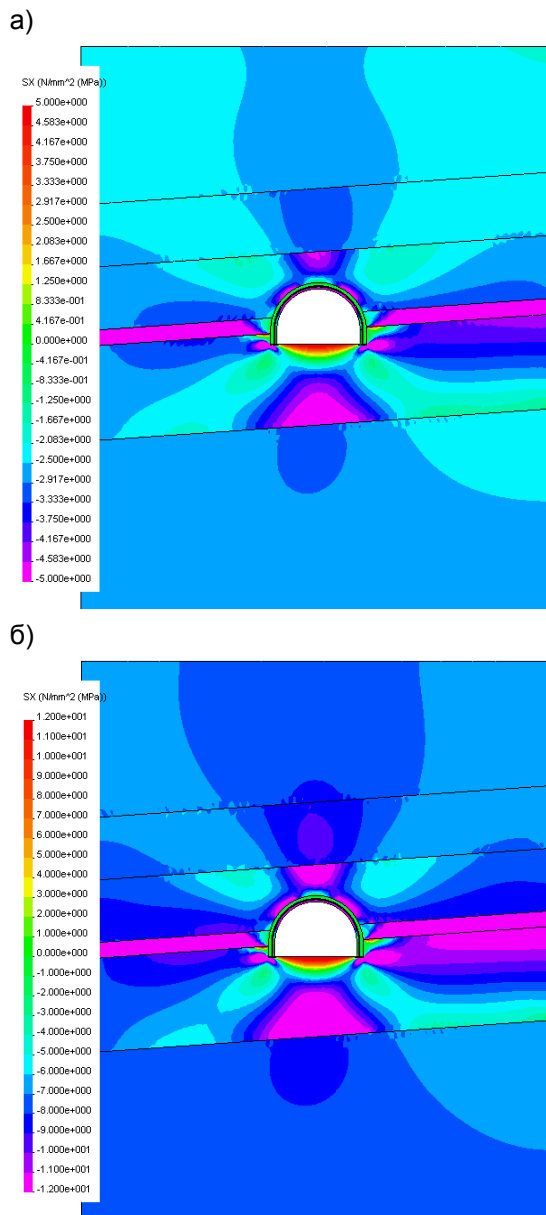 а)
SX (N/mm^2 (MPa))
5.000e+000
4.583e+000
4.167e+000
3.750e+000
3.333e+000
2.917e+000
2.500e+000
2.083e+000
1.667e+000
1.250e+000
8.333e-001
4.167e-001
0.000e+000
-4.167e-001
-8.333e-001
-1.250e+000
-1.667e+000
-2.083e+000
-2.500e+000
-2.917e+000
-3.333e+000
-3.750e+000
-4.167e+000
-4.583e+000
-5.000e+000
б)
SX (N/mm^2 (MPa))
1.200e+001
1.100e+001
1.000e+001
9.000e+000
8.000e+000
7.000e+000
6.000e+000
5.000e+000
4.000e+000
3.000e+000
2.000e+000
1.000e+000
0.000e+000
-1.000e+000
-2.000e+000
-3.000e+000
-4.000e+000
-5.000e+000
-6.000e+000
-7.000e+000
-8.000e+000
-9.000e+000
-1.000e+001
-1.100e+001
-1.200e+001